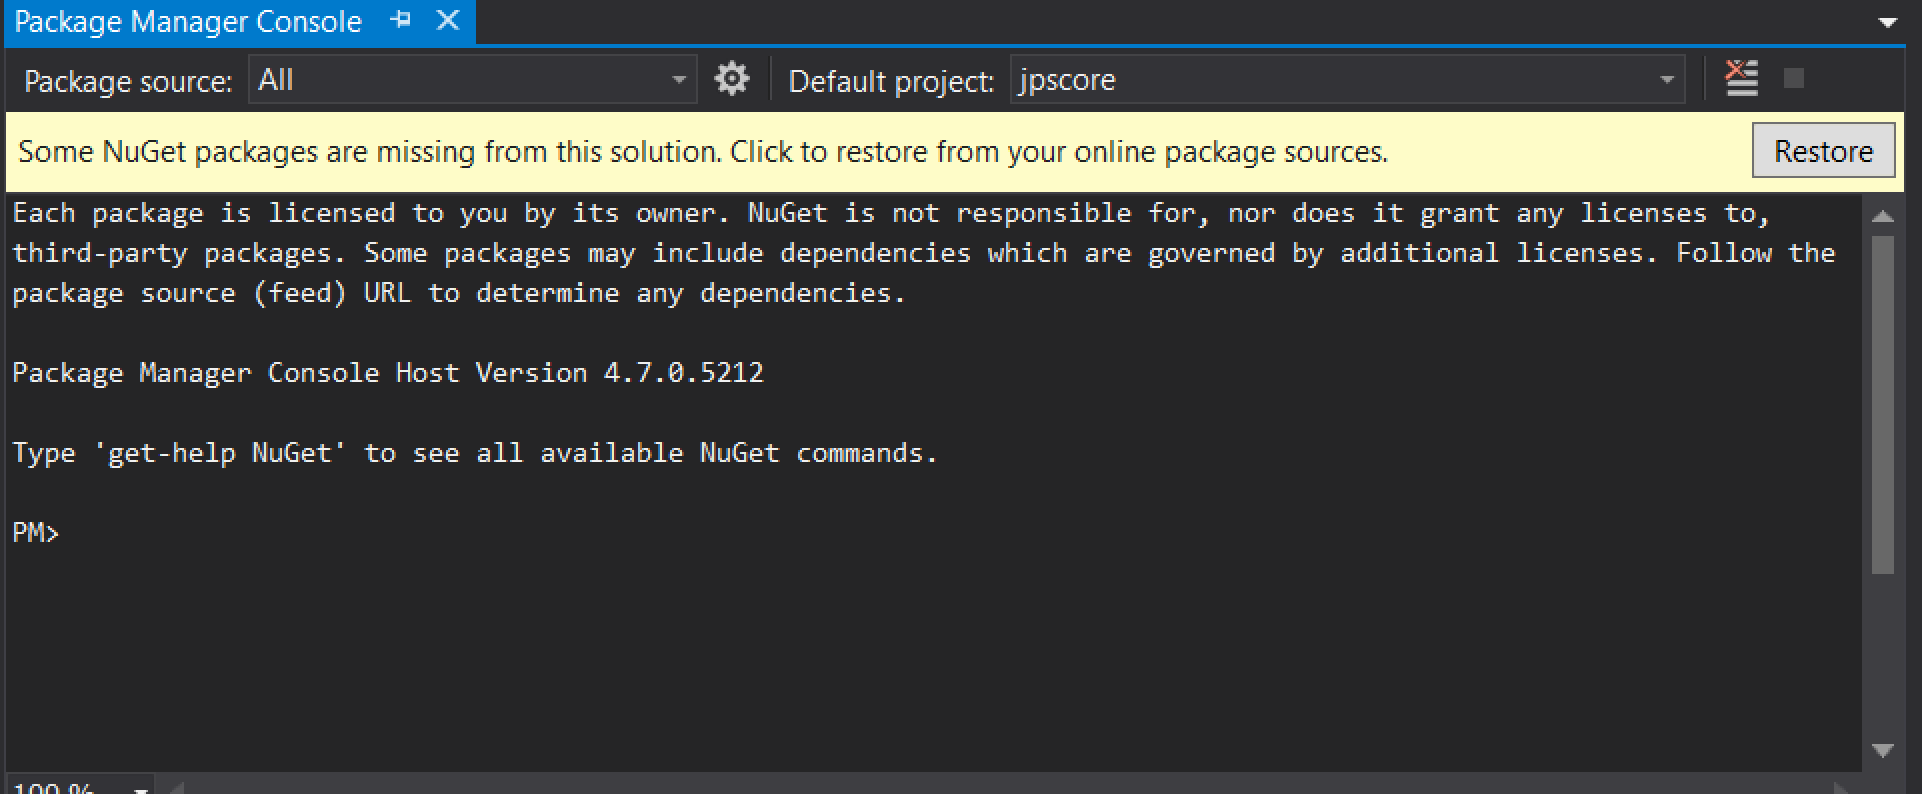 Package Manager Console
Package source: All Default project: jpscore
Some NuGet packages are missing from this solution. Click to restore from your online package sources. Restore
Each package is licensed to you by its owner. NuGet is not responsible for, nor does it grant any licenses to,
third-party packages. Some packages may include dependencies which are governed by additional licenses. Follow the
package source (feed) URL to determine any dependencies.
Package Manager Console Host Version 4.7.0.5212
Type 'get-help NuGet' to see all available NuGet commands.
PM>
100 %